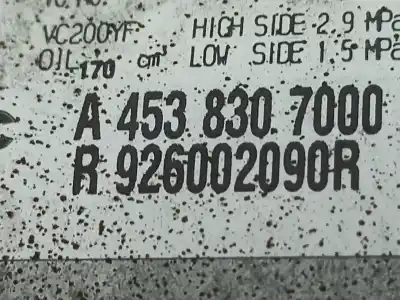 VC200YF HIGH SIDE 2.9 MPa
OIL 170 cm³ LOW SIDE 1.5 MPa
A 453 830 7000
R 926002090R